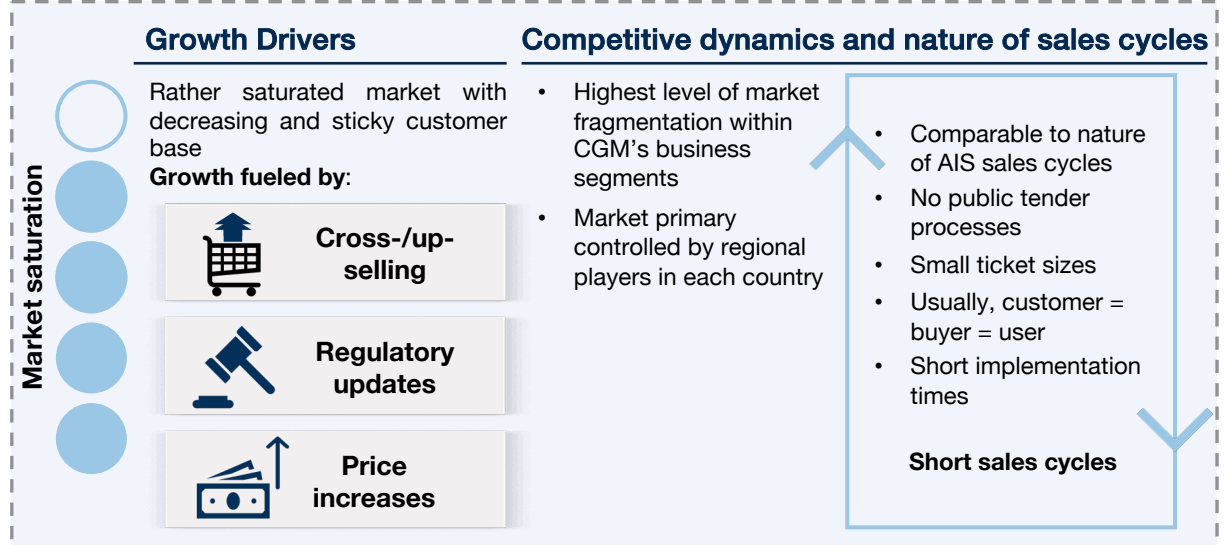 Growth Drivers
Rather saturated market with
decreasing and sticky customer
base
Growth fueled by:
Cross-/up-
selling
Regulatory
updates
Price
increases
Market saturation
Competitive dynamics and nature of sales cycles
• Highest level of market
fragmentation within
CGM's business
segments
• Market primary
controlled by regional
players in each country
• Comparable to nature
of AIS sales cycles
• No public tender
processes
• Small ticket sizes
• Usually, customer =
buyer = user
• Short implementation
times
Short sales cycles